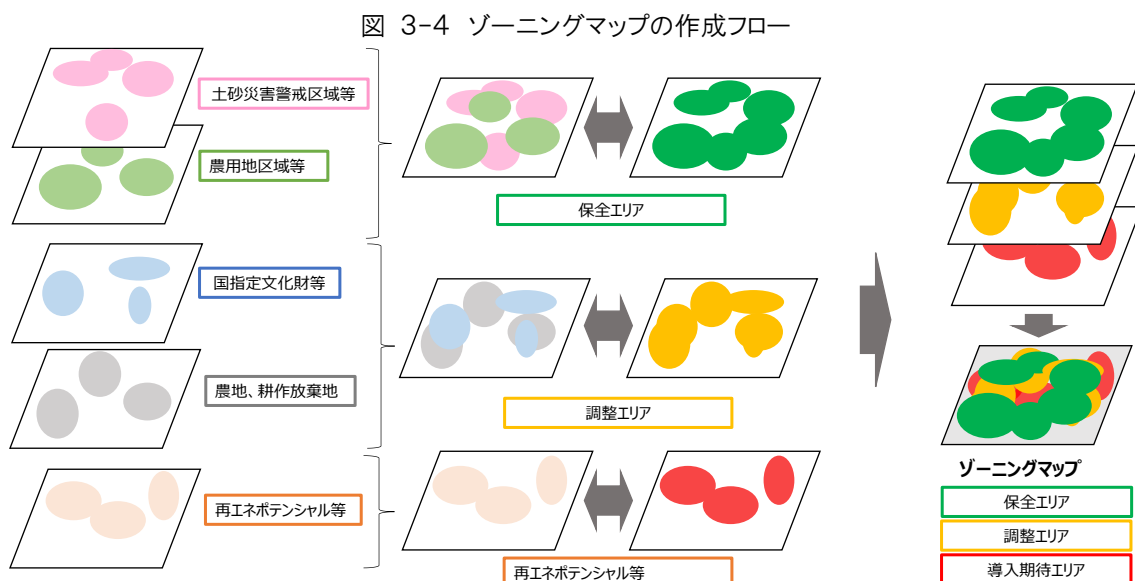 図 3-4 ゾーニングマップの作成フロー
土砂災害警戒区域等
農用地区域等
保全エリア
国指定文化財等
農地、耕作放棄地
調整エリア
再エネポテンシャル等
再エネポテンシャル等
ゾーニングマップ
保全エリア
調整エリア
導入期待エリア